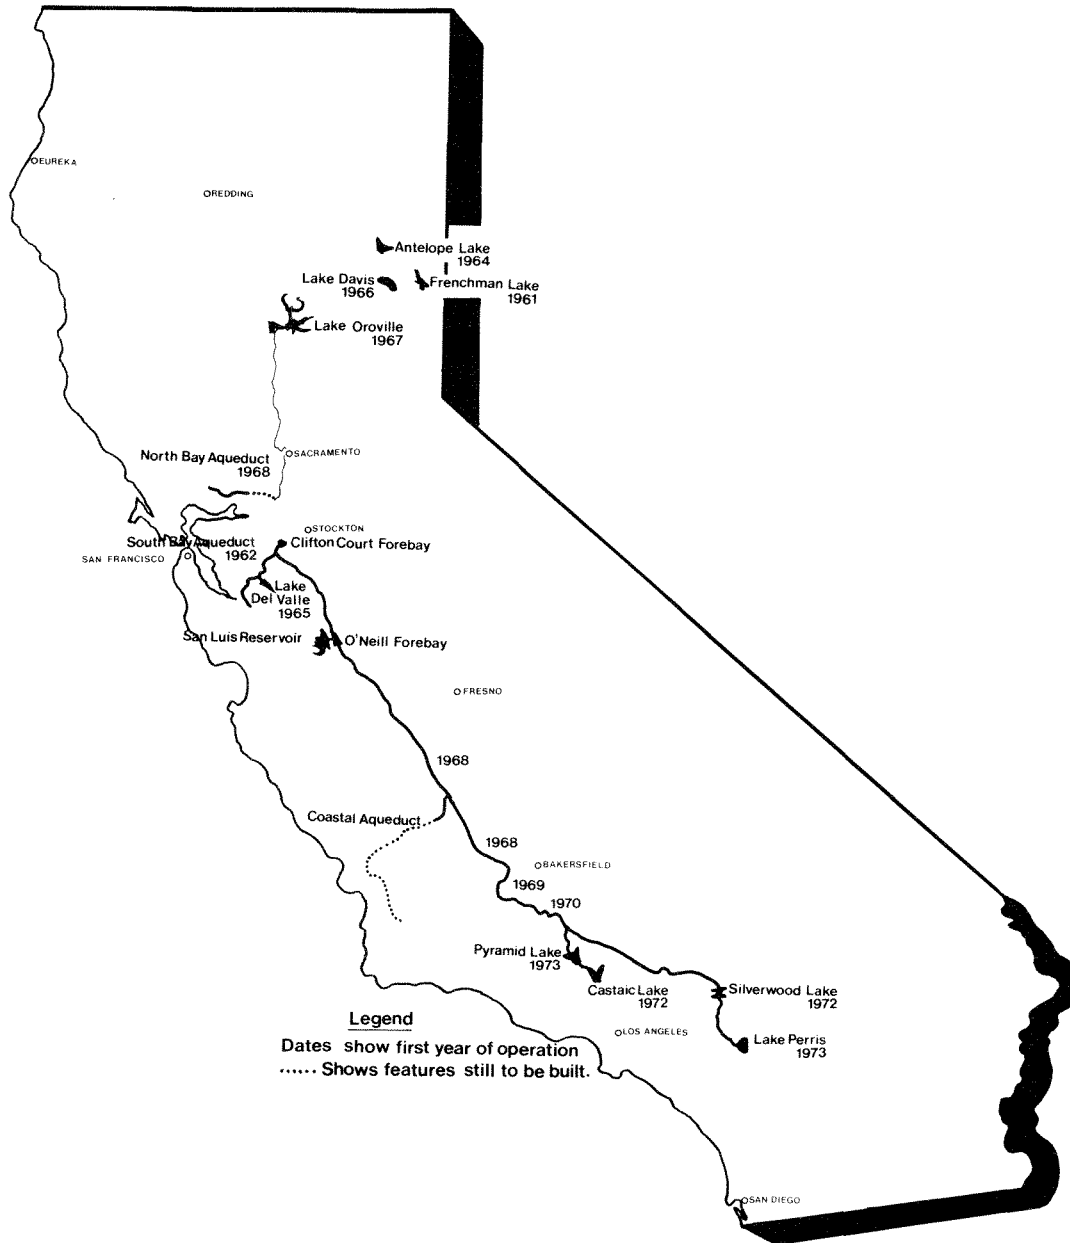 EUREKA
REDDING
Antelope Lake
1964
Lake Davis
1966
Frenchman Lake
1961
Lake Oroville
1967
North Bay Aqueduct
1968
SACRAMENTO
STOCKTON
South Bay Aqueduct
1962
Clifton Court Forebay
SAN FRANCISCO
Lake
Del Valle
1965
San Luis Reservoir
O'Neill Forebay
FRESNO
1968
Coastal Aqueduct
1968
BAKERSFIELD
1969
1970
Pyramid Lake
1973
Castaic Lake
1972
Silverwood Lake
1972
LOS ANGELES
Lake Perris
1973
Legend
Dates show first year of operation
...... Shows features still to be built.
SAN DIEGO